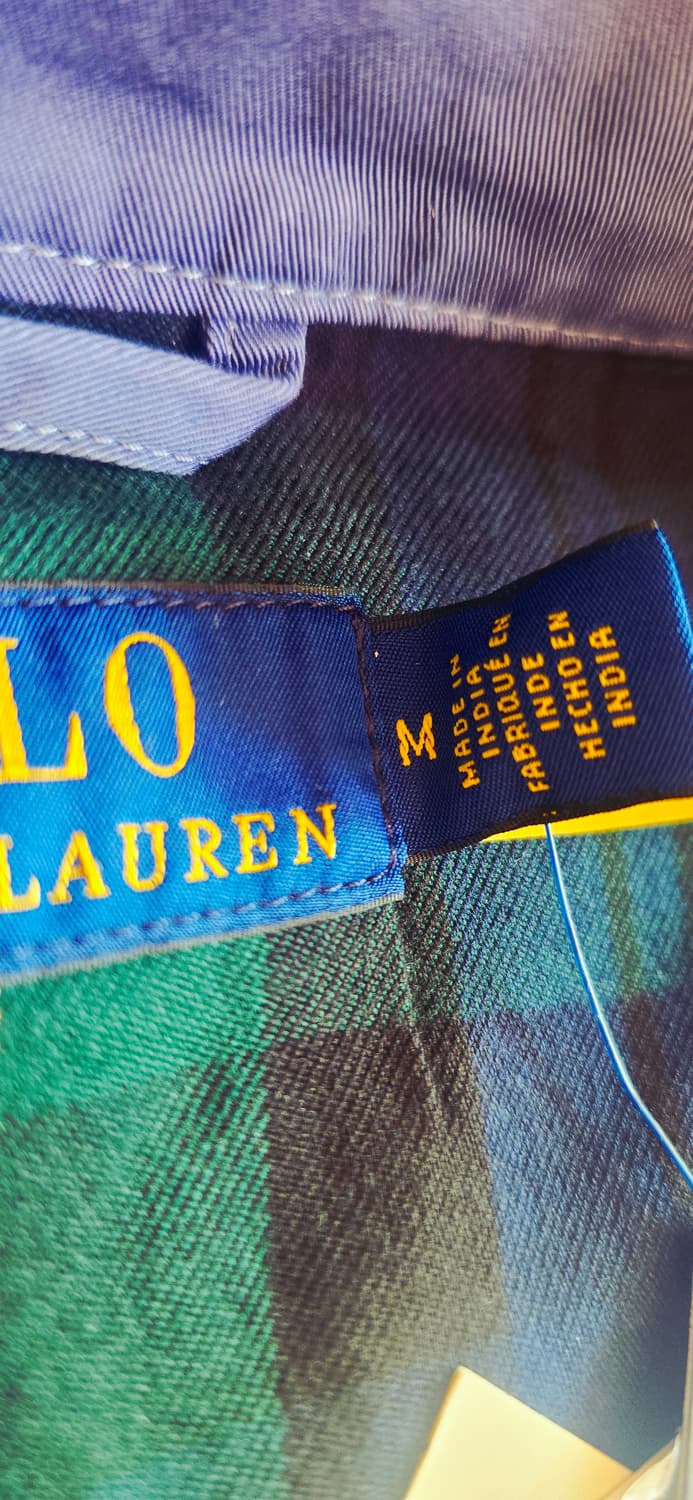 LO
LAUREN
M
MADE IN
INDIA
FABRIQUÉ EN
INDE
HECHO EN
INDIA